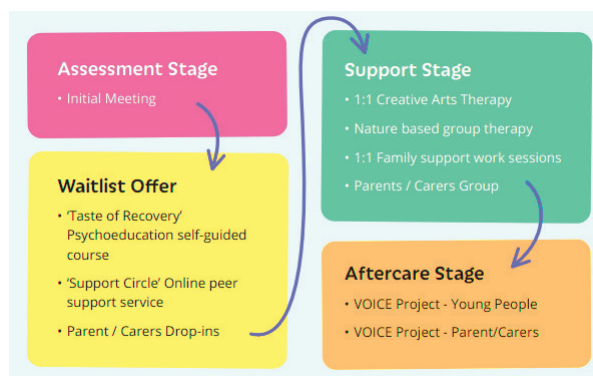 Assessment Stage
• Initial Meeting
Waitlist Offer
• ‘Taste of Recovery’
Psychoeducation self-guided
course
• ‘Support Circle’ Online peer
support service
• Parent / Carers Drop-ins
Support Stage
• 1:1 Creative Arts Therapy
• Nature based group therapy
• 1:1 Family support work sessions
• Parents / Carers Group
Aftercare Stage
• VOICE Project - Young People
• VOICE Project - Parent/Carers